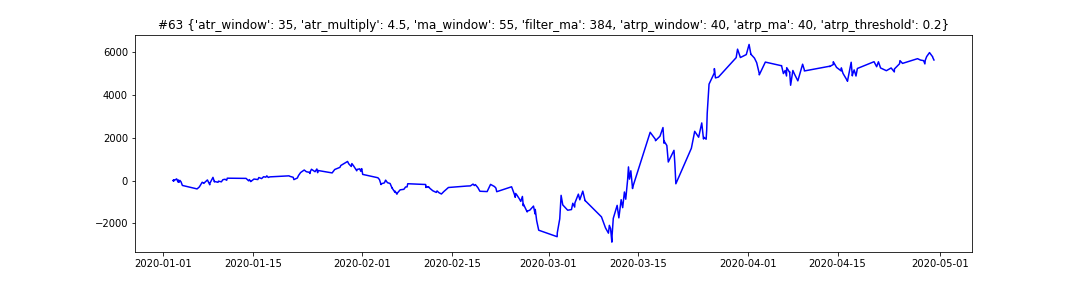 #63 {'atr_window': 35, 'atr_multiply': 4.5, 'ma_window': 55, 'filter_ma': 384, 'atrp_window': 40, 'atrp_ma': 40, 'atrp_threshold': 0.2}
6000
4000
2000
0
−2000
2020-01-01 2020-01-15 2020-02-01 2020-02-15 2020-03-01 2020-03-15 2020-04-01 2020-04-15 2020-05-01